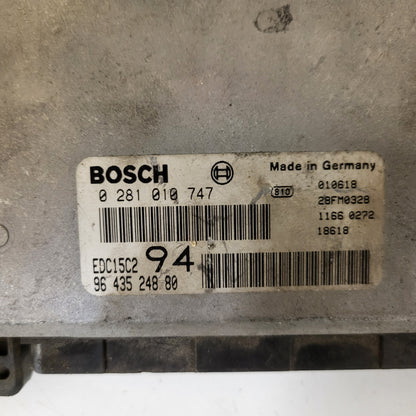 BOSCH
Made in Germany
0 281 010 747
810
010618
28FM0328
1166 0272
18618
EDC15C2 94
96 435 248 80